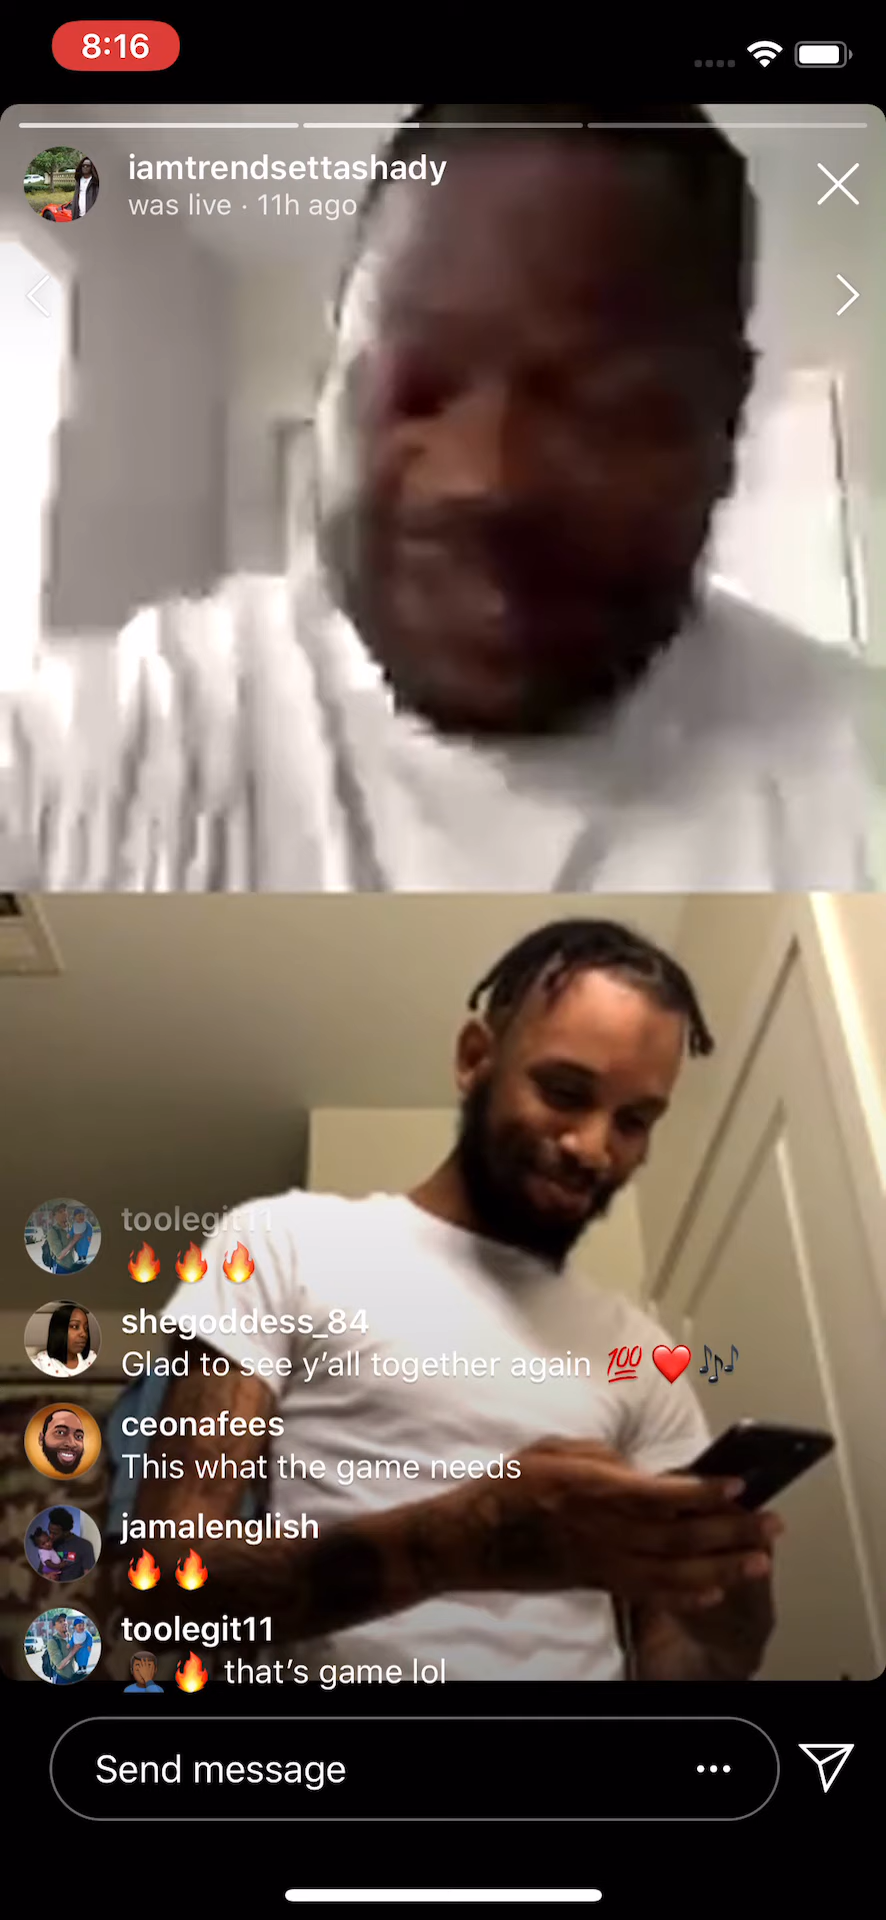 8:16
iamtrendsettashady
was live · 11h ago
toolegit11
🔥 🔥 🔥
shegoddess_84
Glad to see y’all together again 💯 ❤️ 🎶
ceonafees
This what the game needs
jamalenglish
🔥 🔥
toolegit11
🤦🏾‍♂️ 🔥 that’s game lol
Send message